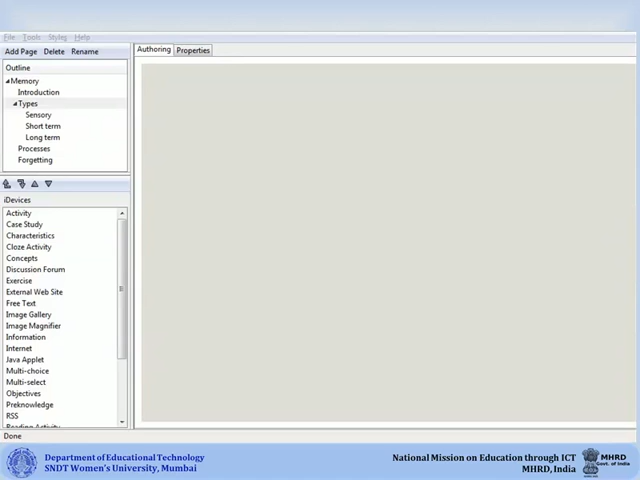 File Tools Styles Help
Add Page Delete Rename
Authoring Properties
Outline
Memory
Introduction
Types
Sensory
Short term
Long term
Processes
Forgetting
iDevices
Activity
Case Study
Characteristics
Cloze Activity
Concepts
Discussion Forum
Exercise
External Web Site
Free Text
Image Gallery
Image Magnifier
Information
Internet
Java Applet
Multi-choice
Multi-select
Objectives
Preknowledge
RSS
Reading Activity
Done
Department of Educational Technology
SNDT Women's University, Mumbai
National Mission on Education through ICT
MHRD, India
MHRD
Govt. of India